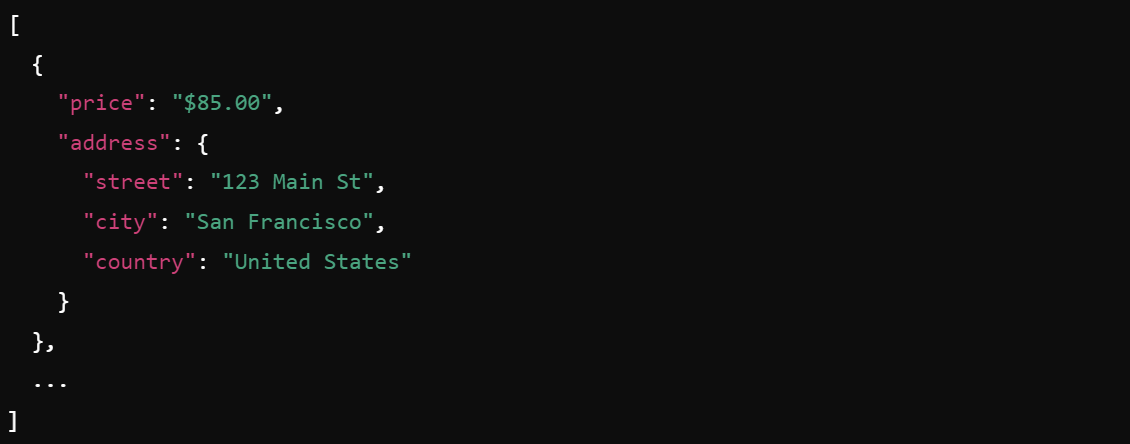 [
  {
    "price": "$85.00",
    "address": {
      "street": "123 Main St",
      "city": "San Francisco",
      "country": "United States"
    }
  },
  ...
]